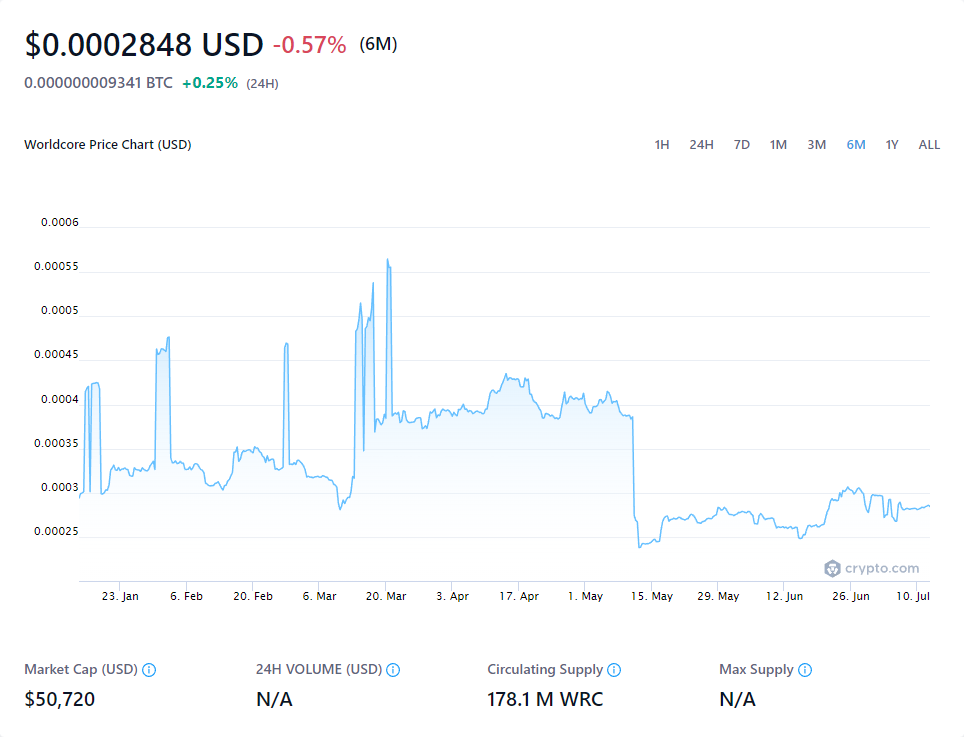 $0.0002848 USD -0.57% (6M)
0.000000009341 BTC +0.25% (24H)
Worldcore Price Chart (USD) 1H 24H 7D 1M 3M 6M 1Y ALL
0.0006
0.00055
0.0005
0.00045
0.0004
0.00035
0.0003
0.00025
crypto.com
23. Jan 6. Feb 20. Feb 6. Mar 20. Mar 3. Apr 17. Apr 1. May 15. May 29. May 12. Jun 26. Jun 10. Jul
Market Cap (USD) 24H VOLUME (USD) Circulating Supply Max Supply
$50,720 N/A 178.1 M WRC N/A